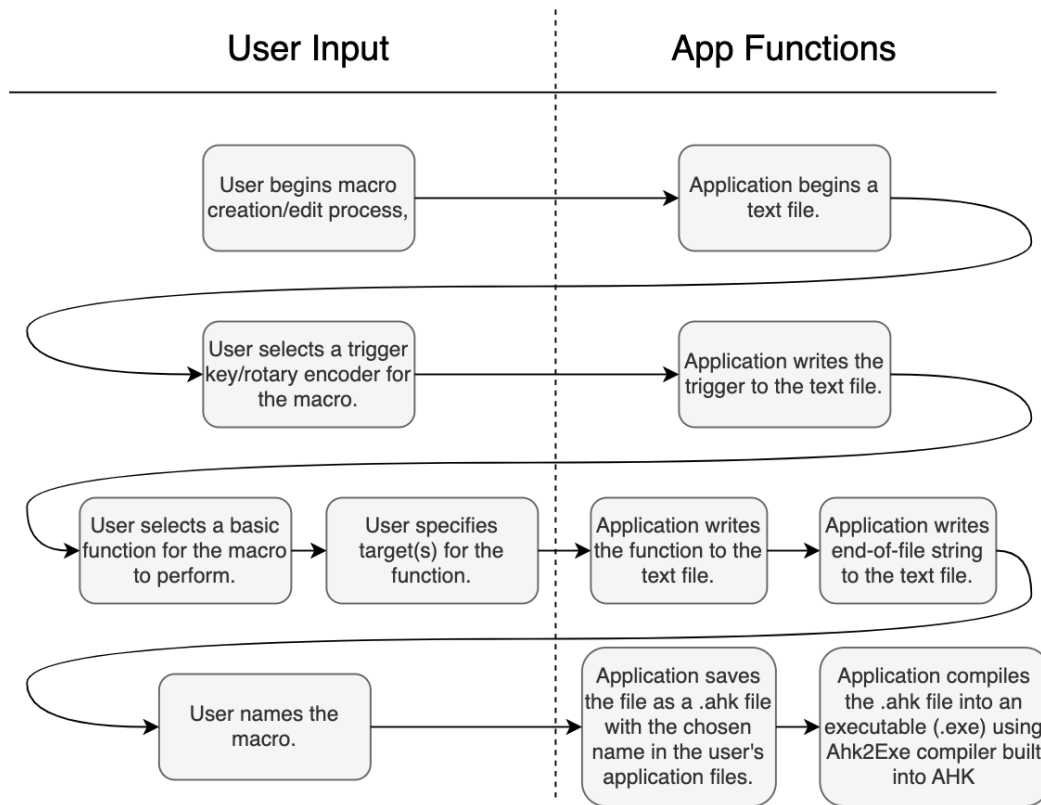 User Input
App Functions
User begins macro
creation/edit process,
Application begins a
text file.
User selects a trigger
key/rotary encoder for
the macro.
Application writes the
trigger to the text file.
User selects a basic
function for the macro
to perform.
User specifies
target(s) for the
function.
Application writes
the function to the
text file.
Application writes
end-of-file string
to the text file.
User names the
macro.
Application saves
the file as a .ahk file
with the chosen
name in the user's
application files.
Application compiles
the .ahk file into an
executable (.exe) using
Ahk2Exe compiler built
into AHK